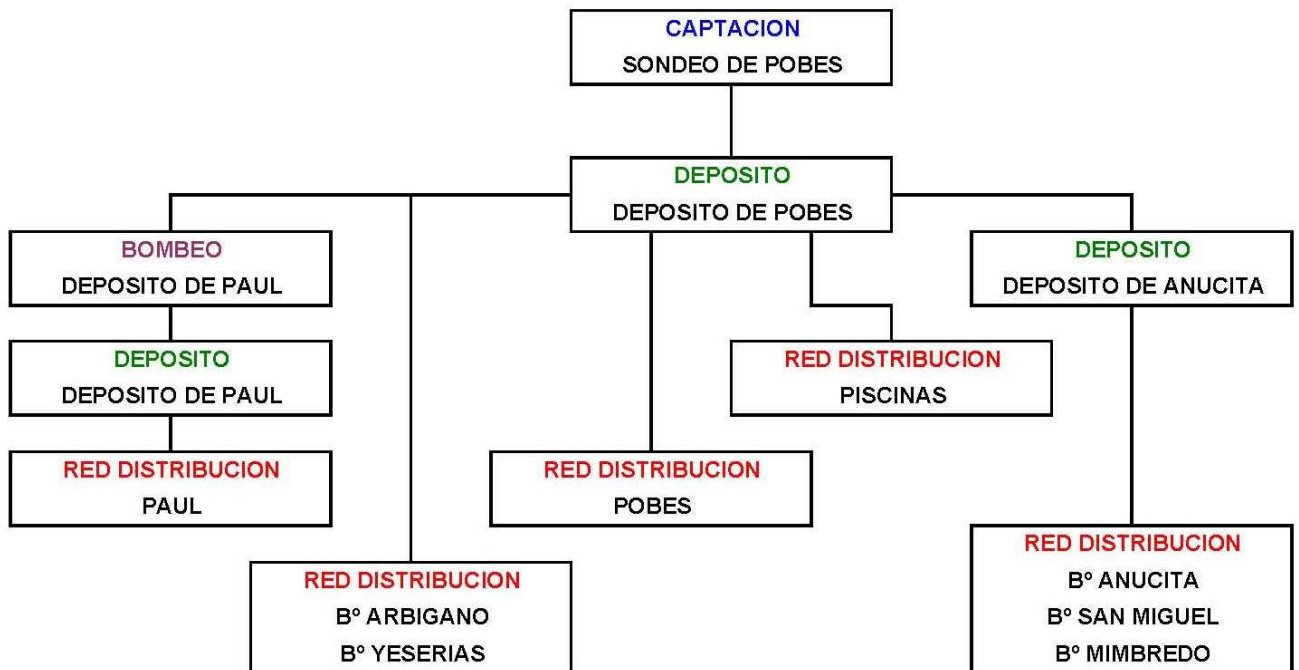 CAPTACION
SONDEO DE POBES
DEPOSITO
DEPOSITO DE POBES
BOMBEO
DEPOSITO DE PAUL
DEPOSITO
DEPOSITO DE ANUCITA
DEPOSITO
DEPOSITO DE PAUL
RED DISTRIBUCION
PISCINAS
RED DISTRIBUCION
PAUL
RED DISTRIBUCION
POBES
RED DISTRIBUCION
Bº ARBIGANO
Bº YESERIAS
RED DISTRIBUCION
Bº ANUCITA
Bº SAN MIGUEL
Bº MIMBREDO